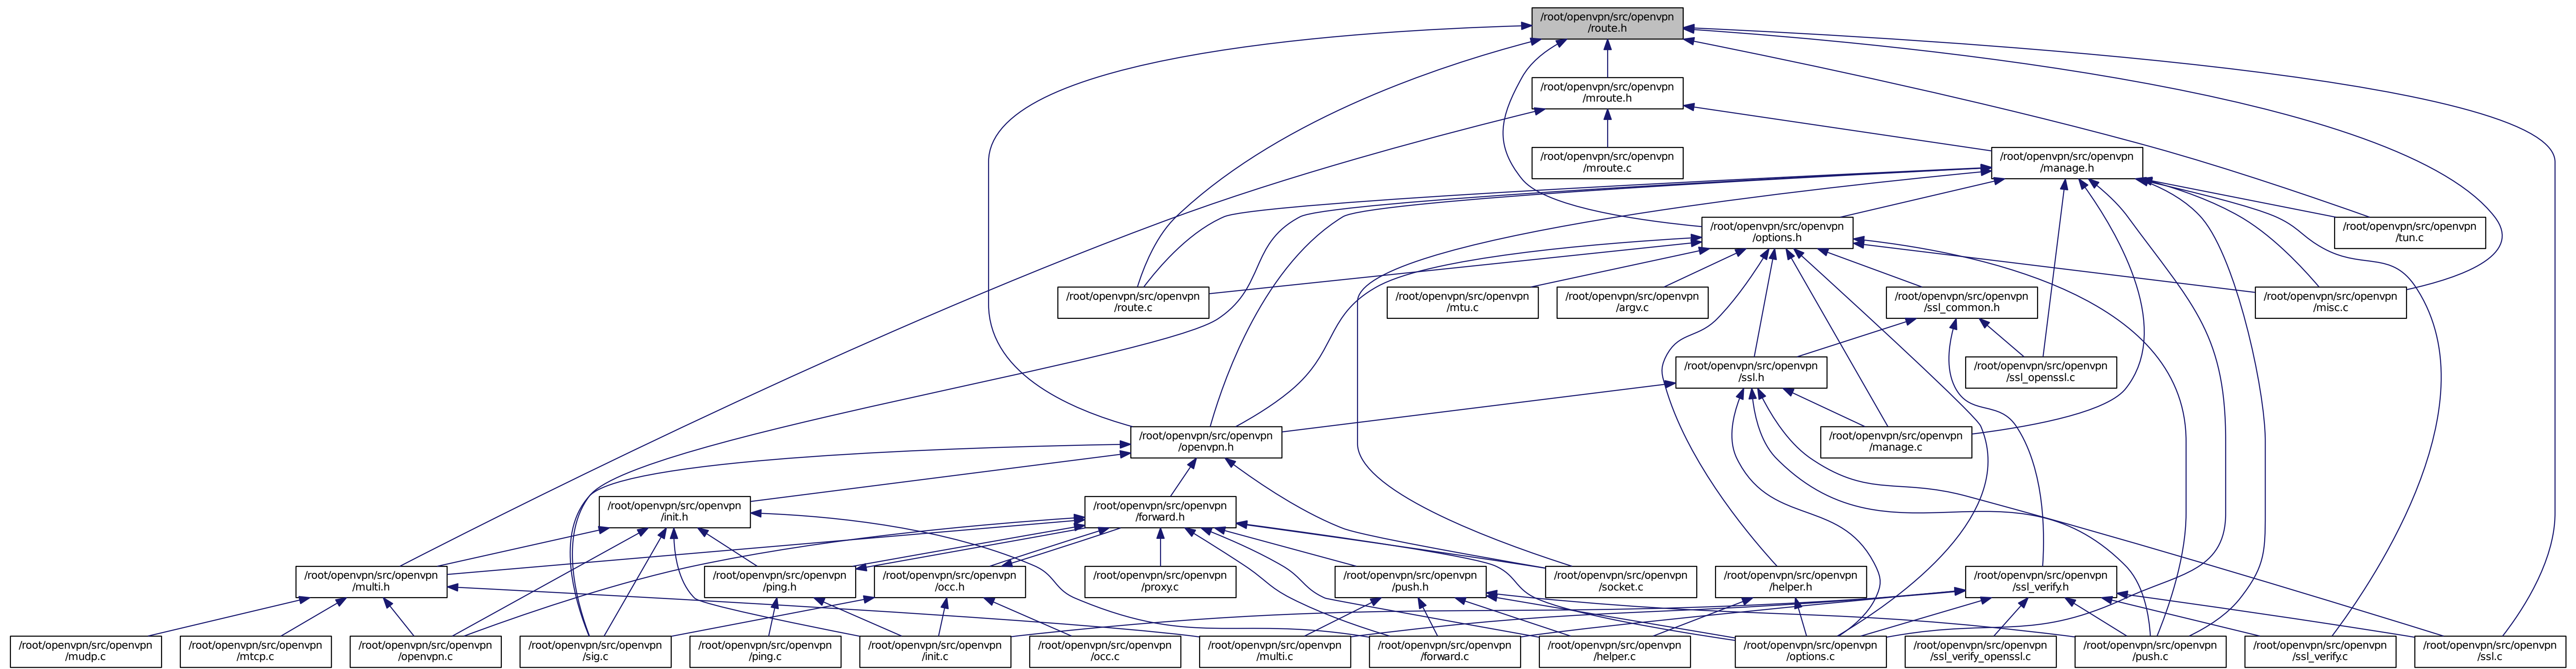 /root/openvpn/src/openvpn
/route.h
/root/openvpn/src/openvpn
/mroute.h
/root/openvpn/src/openvpn
/mroute.c
/root/openvpn/src/openvpn
/manage.h
/root/openvpn/src/openvpn
/options.h
/root/openvpn/src/openvpn
/tun.c
/root/openvpn/src/openvpn
/route.c
/root/openvpn/src/openvpn
/mtu.c
/root/openvpn/src/openvpn
/argv.c
/root/openvpn/src/openvpn
/ssl_common.h
/root/openvpn/src/openvpn
/misc.c
/root/openvpn/src/openvpn
/ssl.h
/root/openvpn/src/openvpn
/ssl_openssl.c
/root/openvpn/src/openvpn
/openvpn.h
/root/openvpn/src/openvpn
/manage.c
/root/openvpn/src/openvpn
/init.h
/root/openvpn/src/openvpn
/forward.h
/root/openvpn/src/openvpn
/multi.h
/root/openvpn/src/openvpn
/ping.h
/root/openvpn/src/openvpn
/occ.h
/root/openvpn/src/openvpn
/proxy.c
/root/openvpn/src/openvpn
/push.h
/root/openvpn/src/openvpn
/socket.c
/root/openvpn/src/openvpn
/helper.h
/root/openvpn/src/openvpn
/ssl_verify.h
/root/openvpn/src/openvpn
/mudp.c
/root/openvpn/src/openvpn
/mtcp.c
/root/openvpn/src/openvpn
/openvpn.c
/root/openvpn/src/openvpn
/sig.c
/root/openvpn/src/openvpn
/ping.c
/root/openvpn/src/openvpn
/init.c
/root/openvpn/src/openvpn
/occ.c
/root/openvpn/src/openvpn
/multi.c
/root/openvpn/src/openvpn
/forward.c
/root/openvpn/src/openvpn
/helper.c
/root/openvpn/src/openvpn
/options.c
/root/openvpn/src/openvpn
/ssl_verify_openssl.c
/root/openvpn/src/openvpn
/push.c
/root/openvpn/src/openvpn
/ssl_verify.c
/root/openvpn/src/openvpn
/ssl.c